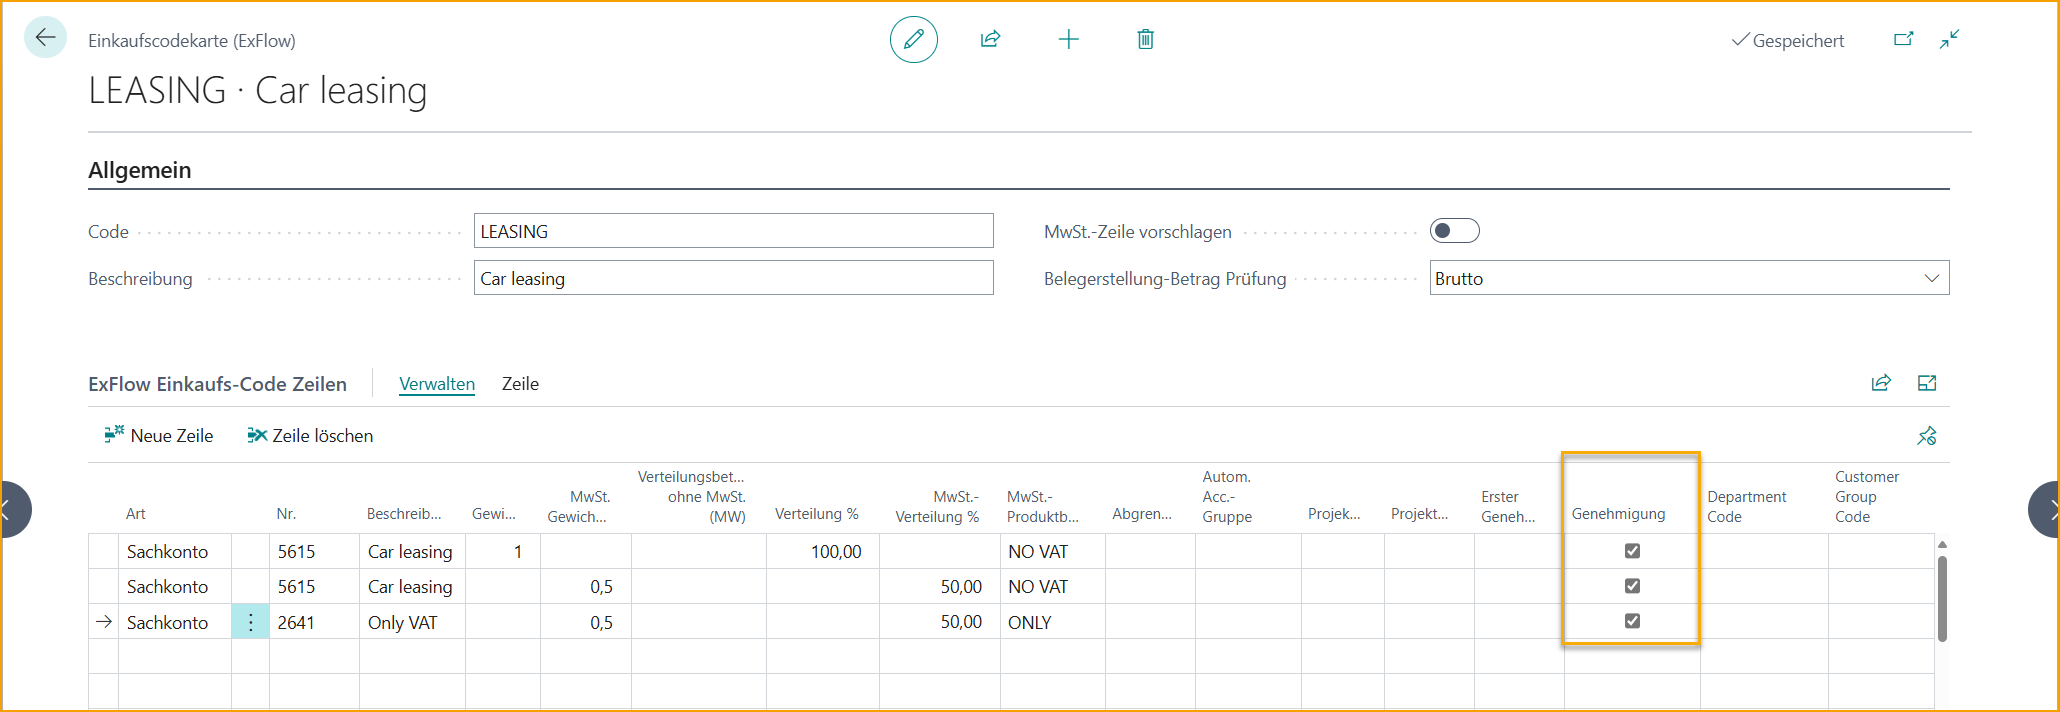 Einkaufscodekarte (ExFlow)
Gespeichert
LEASING · Car leasing
Allgemein
Code LEASING MwSt.-Zeile vorschlagen
Beschreibung Car leasing Belegerstellung-Betrag Prüfung Brutto
ExFlow Einkaufs-Code Zeilen Verwalten Zeile
Neue Zeile Zeile löschen
Art Nr. Beschreib... Gewi... MwSt. Gewich... Verteilungsbet... ohne MwSt. (MW) Verteilung % MwSt.- Verteilung % MwSt.- Produktb... Abgren... Autom. Acc.- Gruppe Projek... Projekt... Erster Geneh... Genehmigung Department Code Customer Group Code
Sachkonto 5615 Car leasing 1 100,00 NO VAT
Sachkonto 5615 Car leasing 0,5 50,00 NO VAT
Sachkonto 2641 Only VAT 0,5 50,00 ONLY